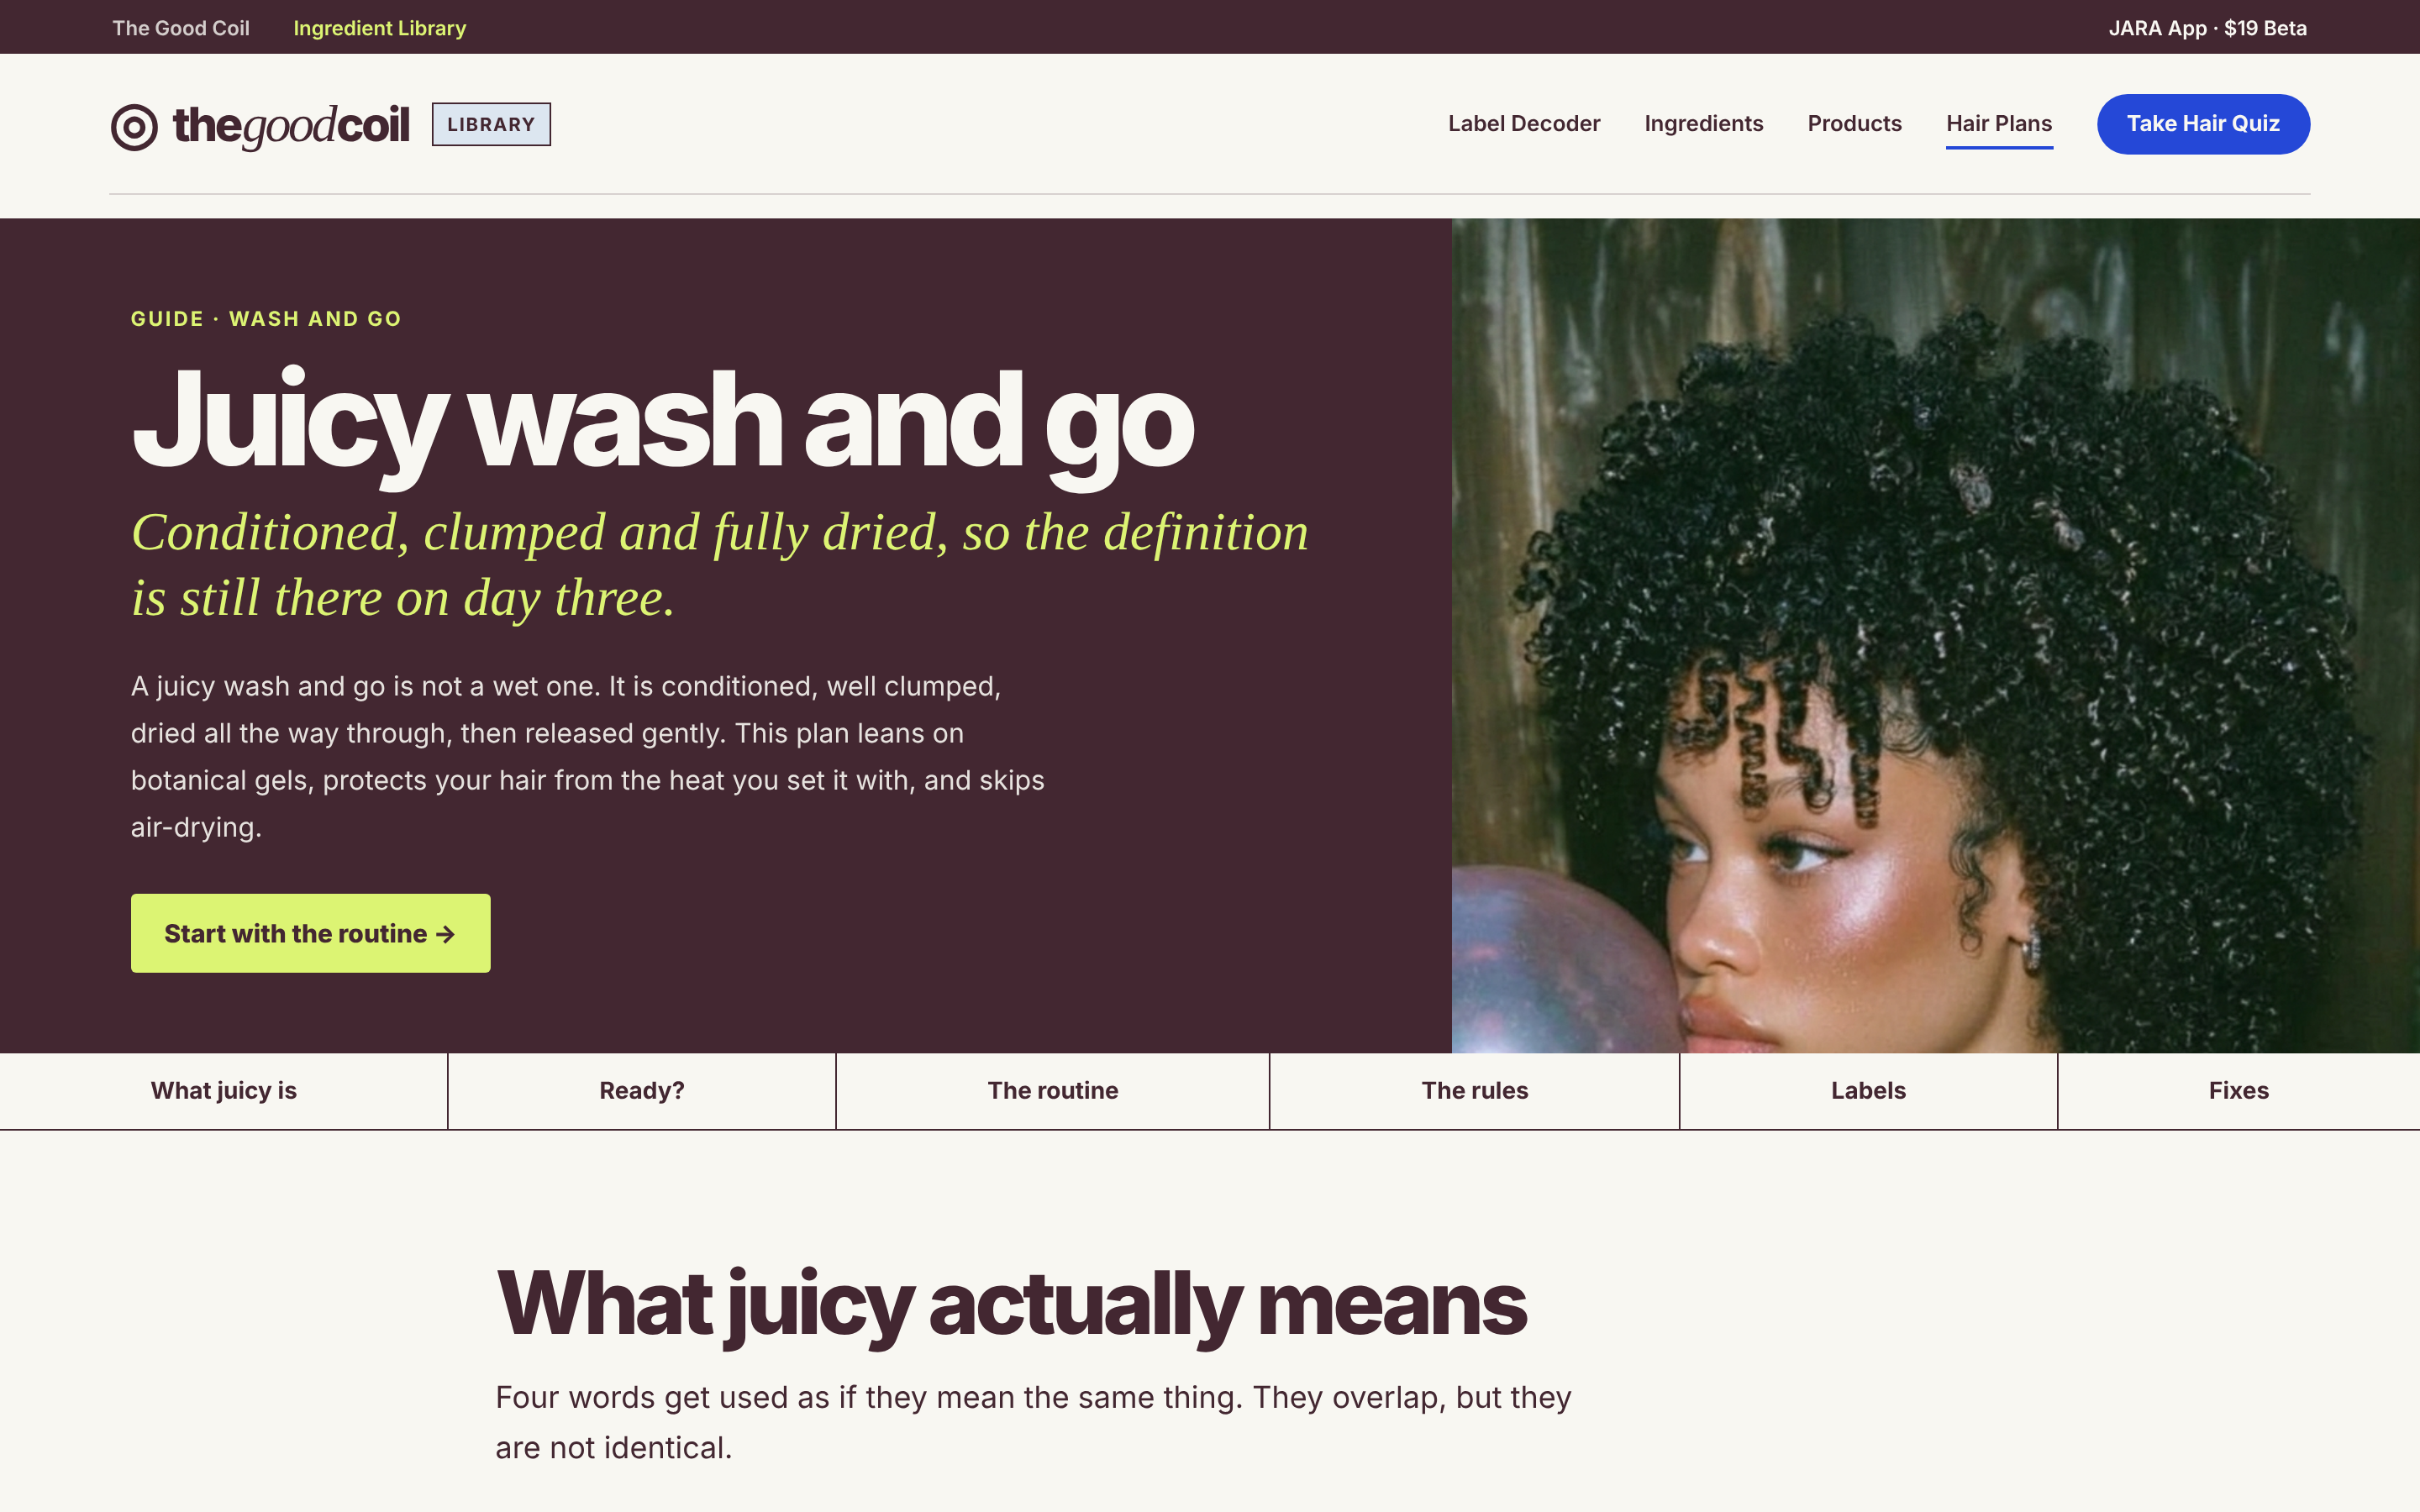 The Good Coil
Ingredient Library
JARA App · $19 Beta
thegoodcoil
LIBRARY
Label Decoder
Ingredients
Products
Hair Plans
Take Hair Quiz
GUIDE · WASH AND GO
Juicy wash and go
Conditioned, clumped and fully dried, so the definition
is still there on day three.
A juicy wash and go is not a wet one. It is conditioned, well clumped,
dried all the way through, then released gently. This plan leans on
botanical gels, protects your hair from the heat you set it with, and skips
air-drying.
Start with the routine →
What juicy is
Ready?
The routine
The rules
Labels
Fixes
What juicy actually means
Four words get used as if they mean the same thing. They overlap, but they
are not identical.